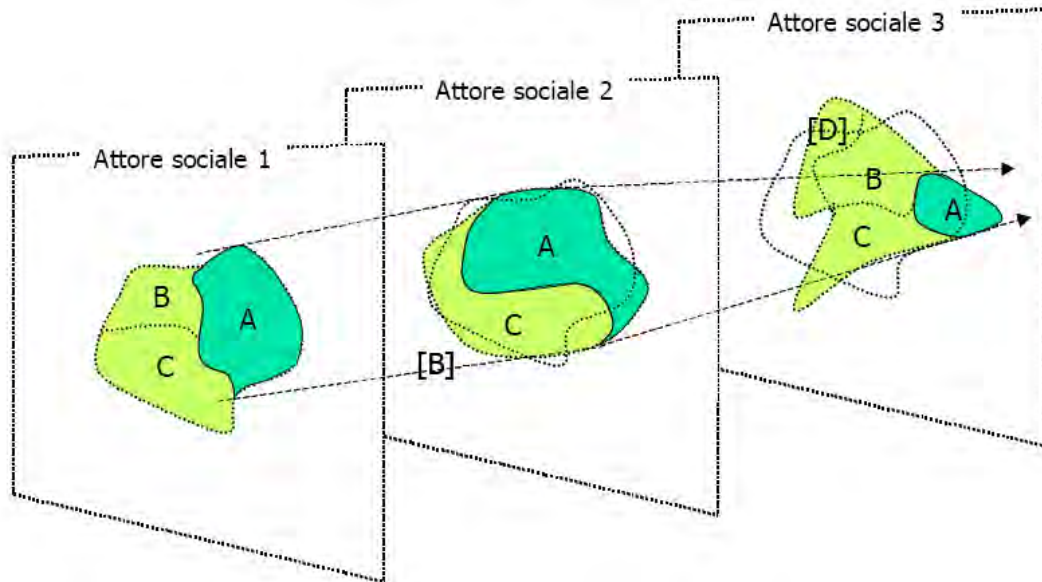 Attore sociale 1
B
A
C
Attore sociale 2
A
C
[B]
Attore sociale 3
[D]
B
A
C